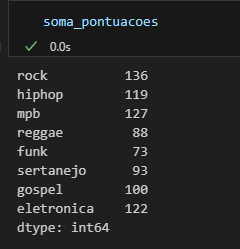 soma_pontuacoes
0.0s
rock 136
hiphop 119
mpb 127
reggae 88
funk 73
sertanejo 93
gospel 100
eletronica 122
dtype: int64